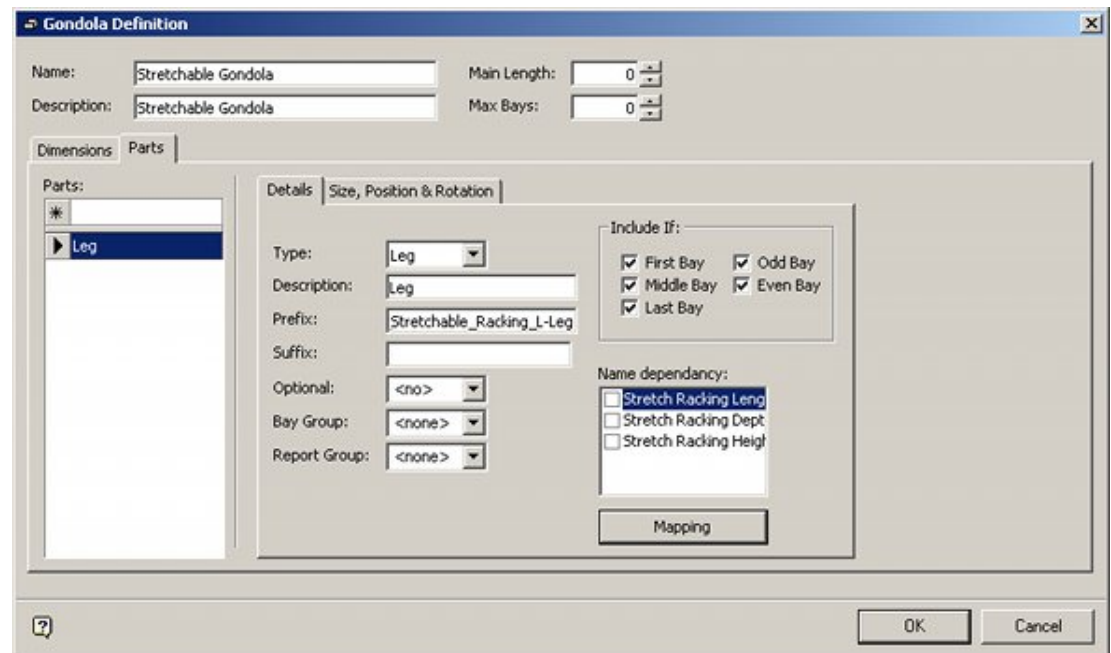 Gondola Definition
Name: Stretchable Gondola Main Length: 0
Description: Stretchable Gondola Max Bays: 0
Dimensions Parts
Parts:
Leg
Details Size, Position & Rotation
Type: Leg
Description: Leg
Prefix: Stretchable_Racking_L-Leg
Suffix:
Optional: <no>
Bay Group: <none>
Report Group: <none>
Include If:
First Bay Odd Bay
Middle Bay Even Bay
Last Bay
Name dependancy:
Stretch Racking Leng
Stretch Racking Dept
Stretch Racking Heigh
Mapping
OK Cancel